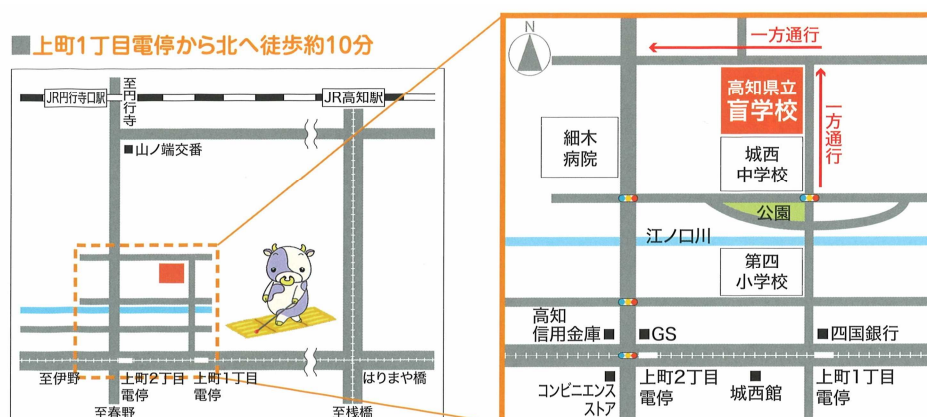 上町1丁目電停から北へ徒歩約10分
JR円行寺口駅
至円行寺
JR高知駅
山ノ端交番
至伊野
上町2丁目
電停
上町1丁目
電停
はりまや橋
至春野
至桟橋
N
一方通行
高知県立
盲学校
一方通行
細木
病院
城西
中学校
公園
江ノ口川
第四
小学校
高知
信用金庫
GS
四国銀行
コンビニエンス
ストア
上町2丁目
電停
城西館
上町1丁目
電停